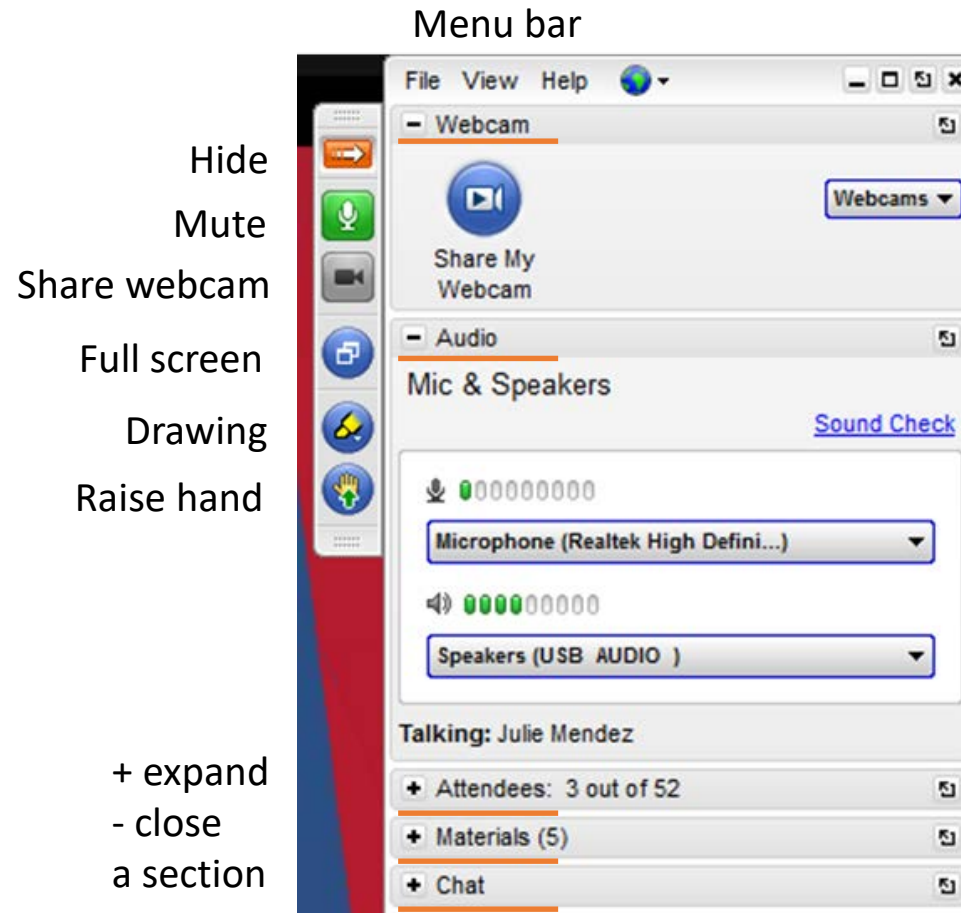 Menu bar
File View Help
- Webcam
Hide
Mute
Webcams
Share webcam
Share My
Webcam
Full screen
- Audio
Mic & Speakers
Drawing
Sound Check
Raise hand
Microphone (Realtek High Defini...)
Speakers (USB AUDIO )
Talking: Julie Mendez
+ expand
- close
a section
+ Attendees: 3 out of 52
+ Materials (5)
+ Chat